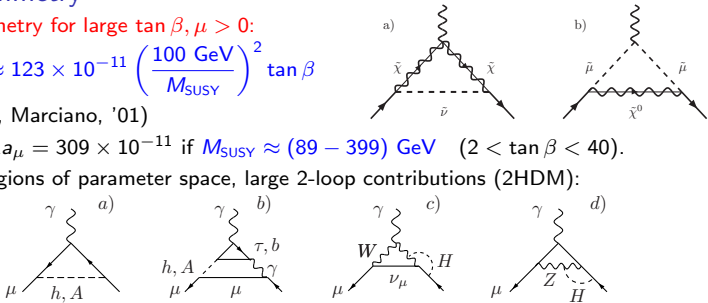 metry for large tan β, μ > 0:
≈ 123 × 10⁻¹¹ (100 GeV / M_SUSY)² tan β
, Marciano, '01)
a_μ = 309 × 10⁻¹¹ if M_SUSY ≈ (89 − 399) GeV (2 < tan β < 40).
gions of parameter space, large 2-loop contributions (2HDM):
a) b)
χ̃ χ̃ μ̃ μ̃
ν̃ χ̃⁰
γ a) γ b) γ c) γ d)
τ, b W H
h, A γ
μ h, A μ μ μ ν_μ μ Z H